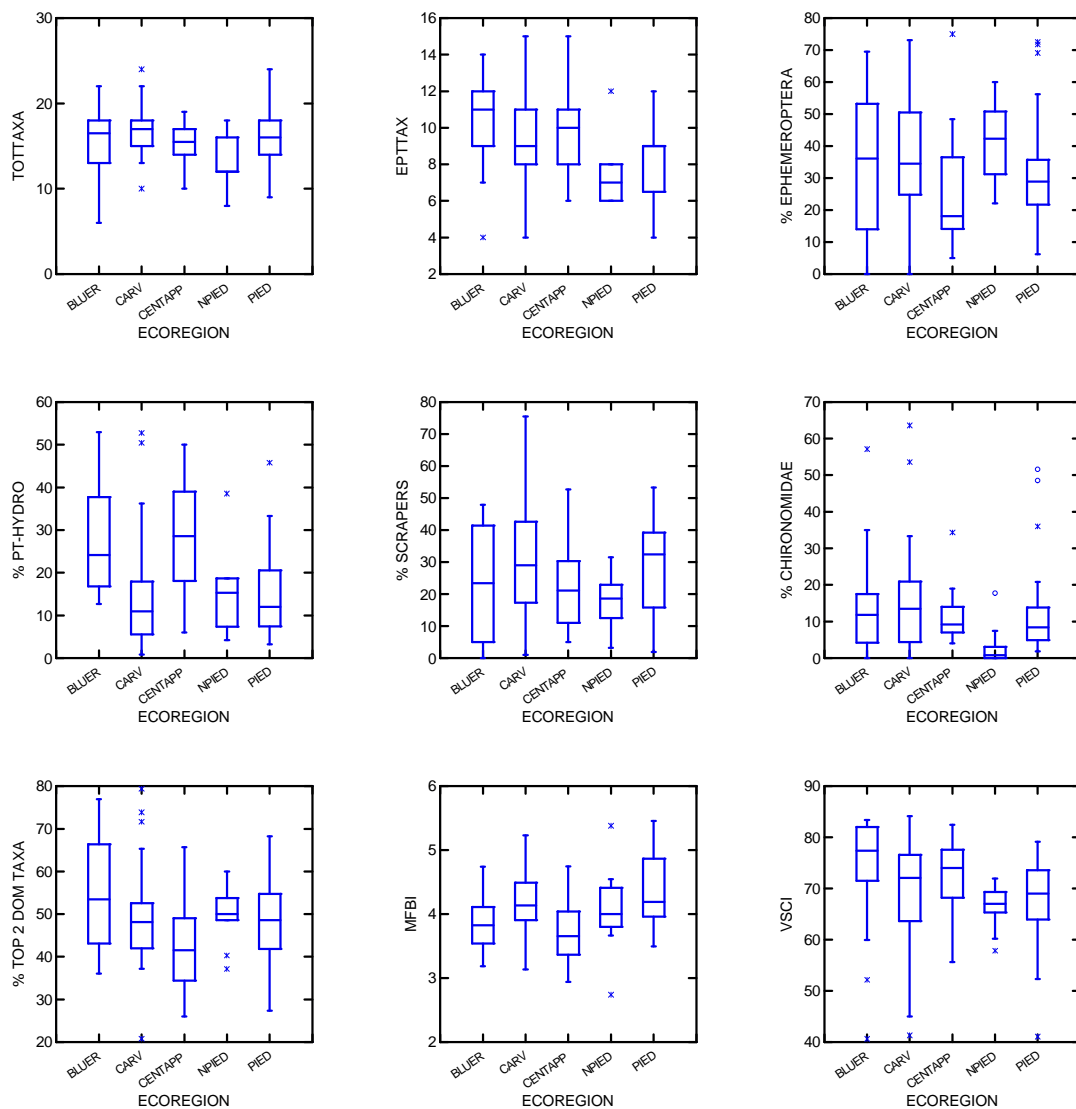 TOTTAXA
30
20
10
0
BLUER
CARV
CENTAPP
NPIED
PIED
ECOREGION
EPTTAX
16
14
12
10
8
6
4
2
BLUER
CARV
CENTAPP
NPIED
PIED
ECOREGION
% EPHEMEROPTERA
80
70
60
50
40
30
20
10
0
BLUER
CARV
CENTAPP
NPIED
PIED
ECOREGION
% PT-HYDRO
60
50
40
30
20
10
0
BLUER
CARV
CENTAPP
NPIED
PIED
ECOREGION
% SCRAPERS
80
70
60
50
40
30
20
10
0
BLUER
CARV
CENTAPP
NPIED
PIED
ECOREGION
% CHIRONOMIDAE
70
60
50
40
30
20
10
0
BLUER
CARV
CENTAPP
NPIED
PIED
ECOREGION
% TOP 2 DOM TAXA
80
70
60
50
40
30
20
BLUER
CARV
CENTAPP
NPIED
PIED
ECOREGION
MFBI
6
5
4
3
2
BLUER
CARV
CENTAPP
NPIED
PIED
ECOREGION
VSCI
90
80
70
60
50
40
BLUER
CARV
CENTAPP
NPIED
PIED
ECOREGION